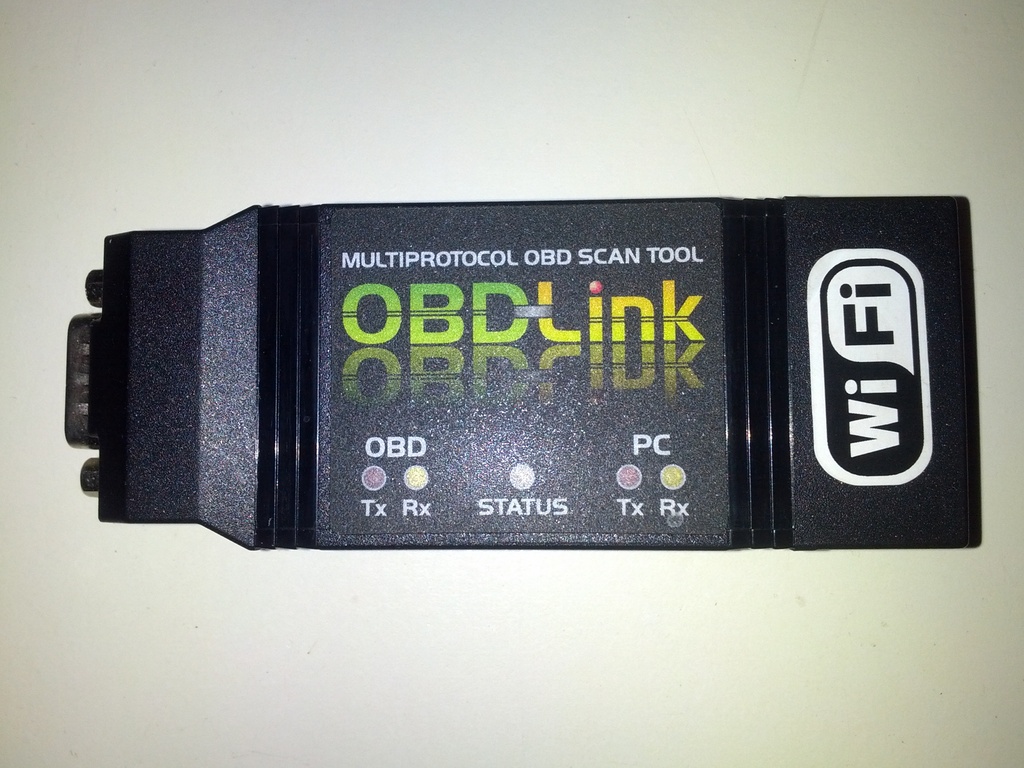 MULTIPROTOCOL OBD SCAN TOOL
OBDLink
OBD
Tx Rx
STATUS
PC
Tx Rx
WiFi